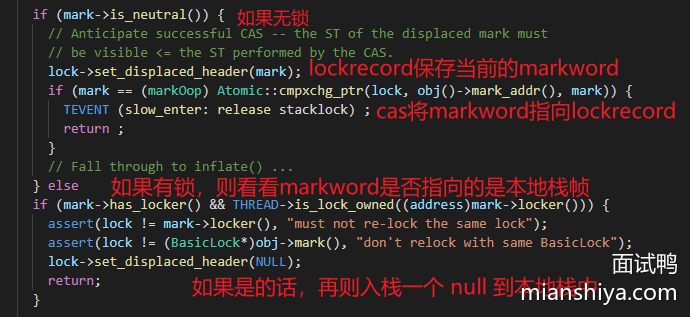 if (mark->is_neutral()) { 如果无锁
// Anticipate successful CAS -- the ST of the displaced mark must
// be visible <= the ST performed by the CAS.
lock->set_displaced_header(mark); lockrecord保存当前的markword
if (mark == (markOop) Atomic::cmpxchg_ptr(lock, obj()->mark_addr(), mark)) {
TEVENT (slow_enter: release stacklock) ; cas将markword指向lockrecord
return ;
}
// Fall through to inflate() ...
} else 如果有锁，则看看markword是否指向的是本地栈帧
if (mark->has_locker() && THREAD->is_lock_owned((address)mark->locker())) {
assert(lock != mark->locker(), "must not re-lock the same lock");
assert(lock != (BasicLock*)obj->mark(), "don't relock with same BasicLock");
lock->set_displaced_header(NULL);
return; 如果是的话，再则入栈一个 null 到本地栈中
}
面试鸭
mianshiya.com